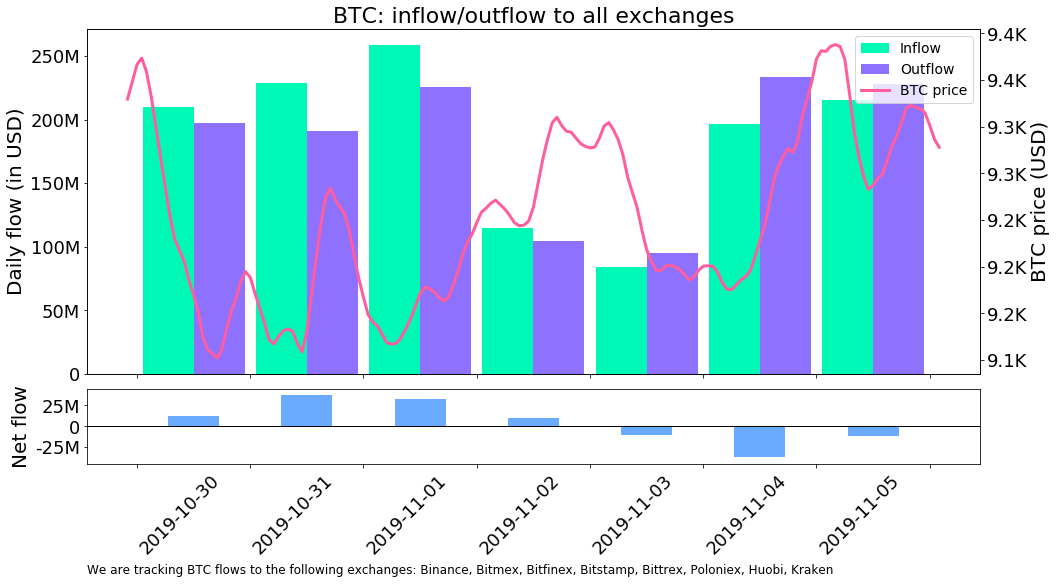 BTC: inflow/outflow to all exchanges
Daily flow (in USD)
250M
200M
150M
100M
50M
0
Inflow
Outflow
BTC price
9.4K
9.4K
9.3K
9.3K
9.2K
9.2K
9.2K
9.1K
BTC price (USD)
Net flow
25M
0
-25M
2019-10-30
2019-10-31
2019-11-01
2019-11-02
2019-11-03
2019-11-04
2019-11-05
We are tracking BTC flows to the following exchanges: Binance, Bitmex, Bitfinex, Bitstamp, Bittrex, Poloniex, Huobi, Kraken